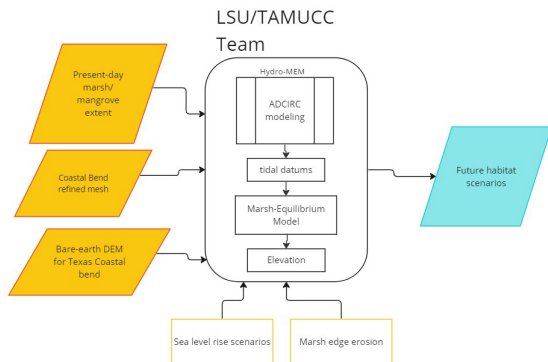 LSU/TAMUCC
Team
Present-day
marsh/
mangrove
extent
Hydro-MEM
ADCIRC
modeling
Coastal Bend
refined mesh
tidal datums
Future habitat
scenarios
Marsh-Equilibrium
Model
Bare-earth DEM
for Texas Coastal
bend
Elevation
Sea level rise scenarios
Marsh edge erosion